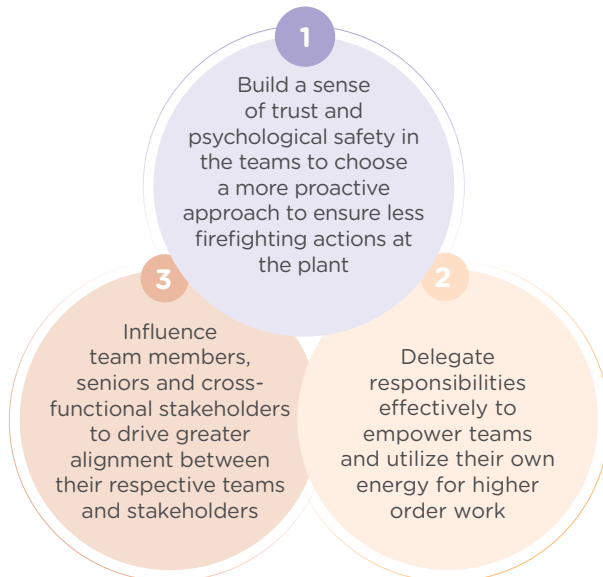 1
Build a sense
of trust and
psychological safety in
the teams to choose
a more proactive
approach to ensure less
firefighting actions at
the plant
2
Delegate
responsibilities
effectively to
empower teams
and utilize their own
energy for higher
order work
3
Influence
team members,
seniors and cross-
functional stakeholders
to drive greater
alignment between
their respective teams
and stakeholders